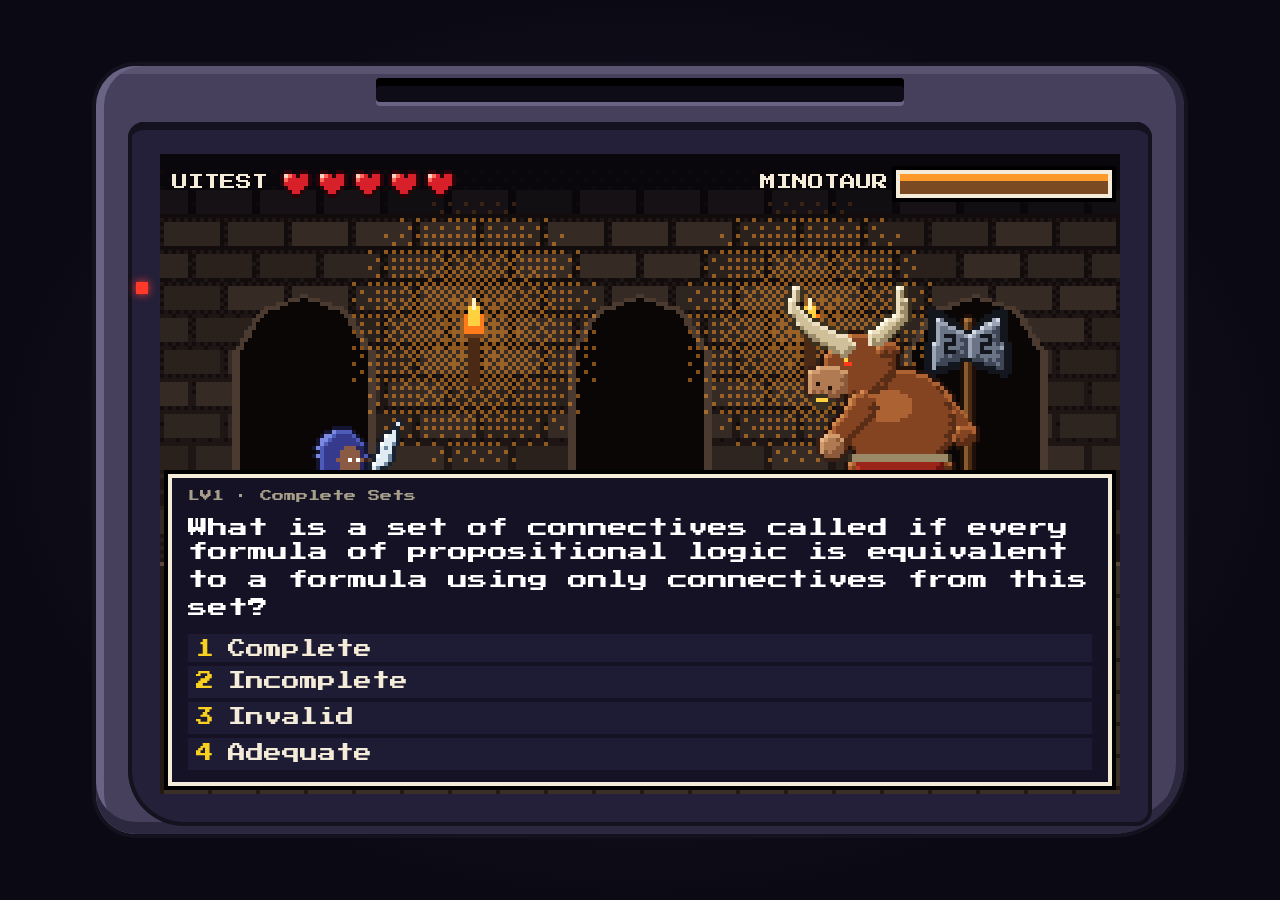 UITEST
MINOTAUR
LV1 · Complete Sets
What is a set of connectives called if every
formula of propositional logic is equivalent
to a formula using only connectives from this
set?
1 Complete
2 Incomplete
3 Invalid
4 Adequate